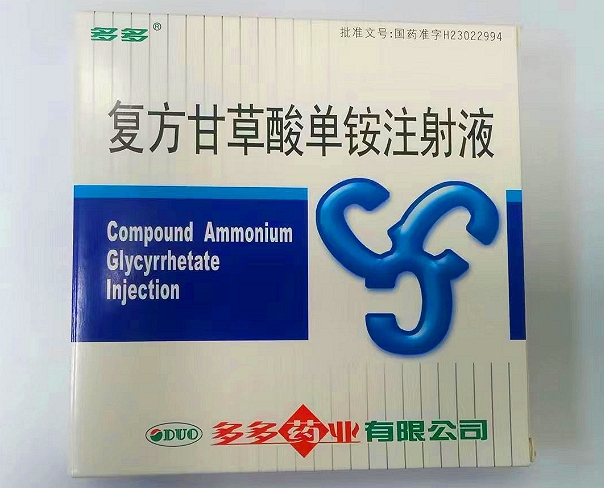 多多®
批准文号:国药准字H23022994
复方甘草酸单铵注射液
Compound Ammonium
Glycyrrhetate
Injection
DUO 多多药业有限公司